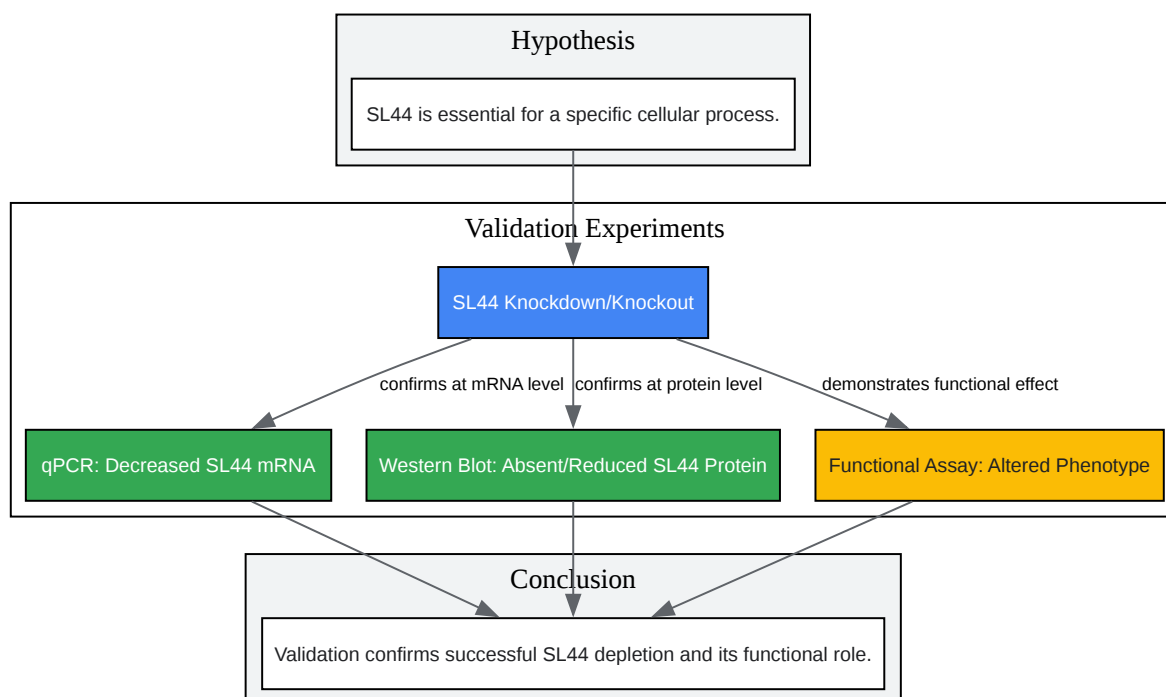 Hypothesis
SL44 is essential for a specific cellular process.
Validation Experiments
SL44 Knockdown/Knockout
confirms at mRNA level
confirms at protein level
demonstrates functional effect
qPCR: Decreased SL44 mRNA
Western Blot: Absent/Reduced SL44 Protein
Functional Assay: Altered Phenotype
Conclusion
Validation confirms successful SL44 depletion and its functional role.